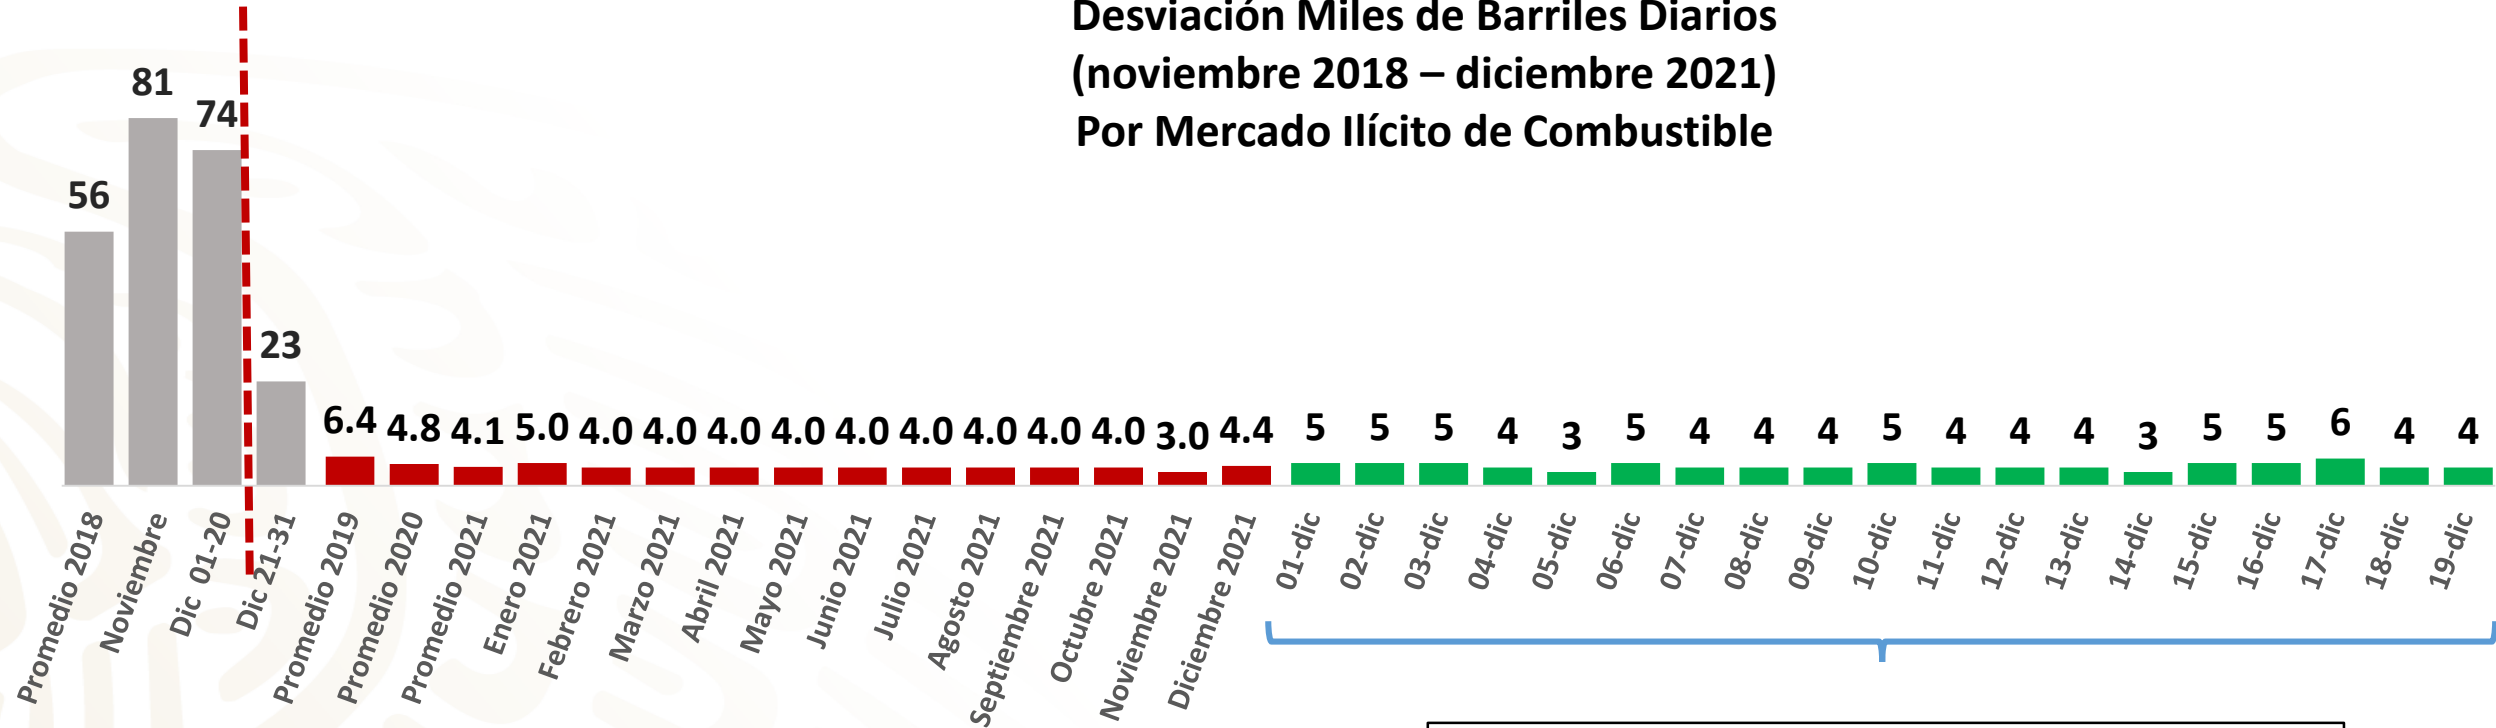 Desviación Miles de Barriles Diarios
(noviembre 2018 – diciembre 2021)
Por Mercado Ilícito de Combustible
56
81
74
23
6.4
4.8
4.1
5.0
4.0
4.0
4.0
4.0
4.0
4.0
4.0
4.0
4.0
3.0
4.4
5
5
5
4
3
5
4
4
4
5
4
4
4
3
5
5
6
4
4
Promedio 2018
Noviembre
Dic 01-20
Dic 21-31
Promedio 2019
Promedio 2020
Promedio 2021
Enero 2021
Febrero 2021
Marzo 2021
Abril 2021
Mayo 2021
Junio 2021
Julio 2021
Agosto 2021
Septiembre 2021
Octubre 2021
Noviembre 2021
Diciembre 2021
01-dic
02-dic
03-dic
04-dic
05-dic
06-dic
07-dic
08-dic
09-dic
10-dic
11-dic
12-dic
13-dic
14-dic
15-dic
16-dic
17-dic
18-dic
19-dic